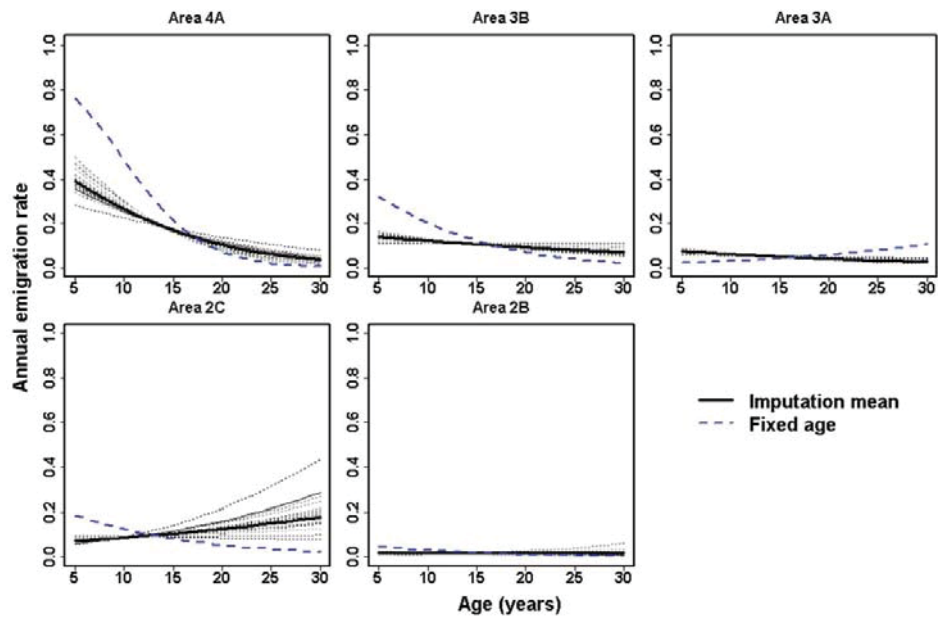 Area 4A
Area 3B
Area 3A
1.0
0.8
0.6
0.4
0.2
0.0
5 10 15 20 25 30
1.0
0.8
0.6
0.4
0.2
0.0
5 10 15 20 25 30
1.0
0.8
0.6
0.4
0.2
0.0
5 10 15 20 25 30
Annual emigration rate
Area 2C
Area 2B
1.0
0.8
0.6
0.4
0.2
0.0
5 10 15 20 25 30
1.0
0.8
0.6
0.4
0.2
0.0
5 10 15 20 25 30
Imputation mean
Fixed age
Age (years)